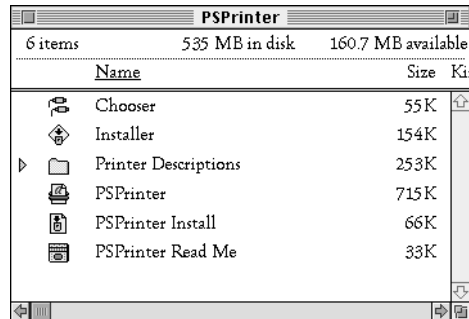 PSPrinter
6 items 535 MB in disk 160.7 MB available
Name Size Ki
Chooser 55K
Installer 154K
Printer Descriptions 253K
PSPrinter 715K
PSPrinter Install 66K
PSPrinter Read Me 33K